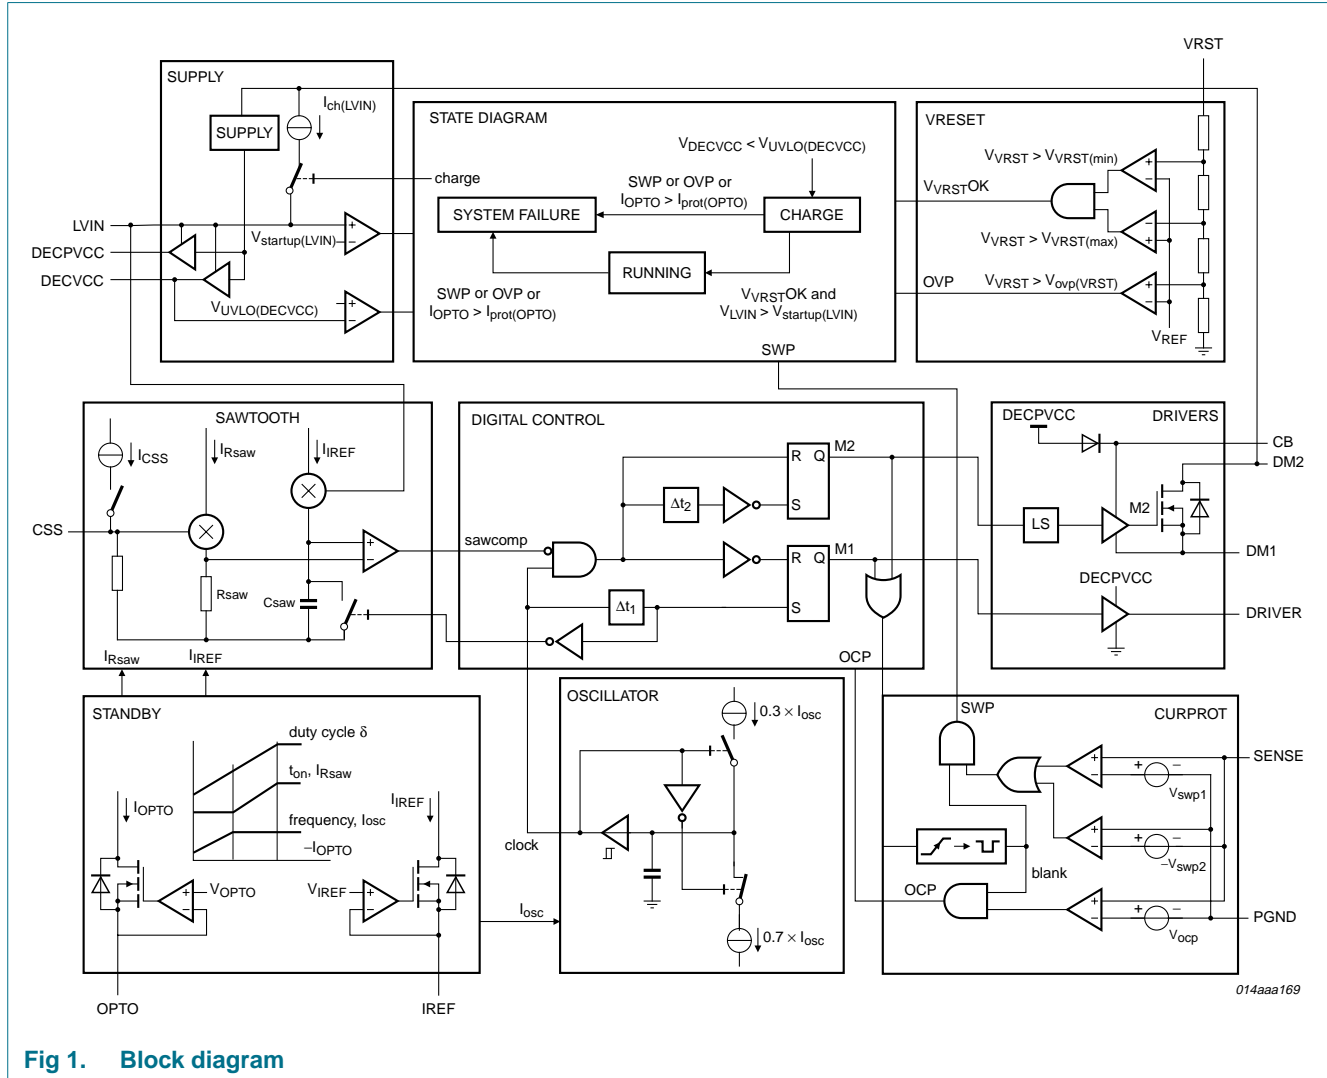 VRST
SUPPLY
Ich(LVIN)
SUPPLY
charge
LVIN
DECPVCC
DECVCC
Vstartup(LVIN)
VUVLO(DECVCC)
+
−
+
−
STATE DIAGRAM
VDECVCC < VUVLO(DECVCC)
SWP or OVP or
IOPTO > Iprot(OPTO)
SYSTEM FAILURE
CHARGE
RUNNING
SWP or OVP or
IOPTO > Iprot(OPTO)
VVRSTOK and
VLVIN > Vstartup(LVIN)
SWP
VRESET
VVRST > VVRST(min)
VVRSTOK
VVRST > VVRST(max)
OVP
VVRST > Vovp(VRST)
VREF
+
−
−
+
+
−
SAWTOOTH
ICSS
IRsaw
IIREF
CSS
Rsaw
Csaw
+
−
IRsaw
IIREF
DIGITAL CONTROL
sawcomp
Δt2
Δt1
R Q
S
M2
R Q
S
M1
OCP
DECPVCC
DRIVERS
CB
DM2
M2
LS
DM1
DECPVCC
DRIVER
STANDBY
duty cycle δ
ton, IRsaw
frequency, Iosc
−IOPTO
IOPTO
IIREF
VOPTO
VIREF
+
−
+
−
OPTO
IREF
Iosc
clock
OSCILLATOR
0.3 × Iosc
0.7 × Iosc
SWP
CURPROT
SENSE
PGND
Vswp1
−Vswp2
Vocp
blank
OCP
+
−
+ −
+
−
+ −
+
−
+ −
014aaa169
Fig 1. Block diagram